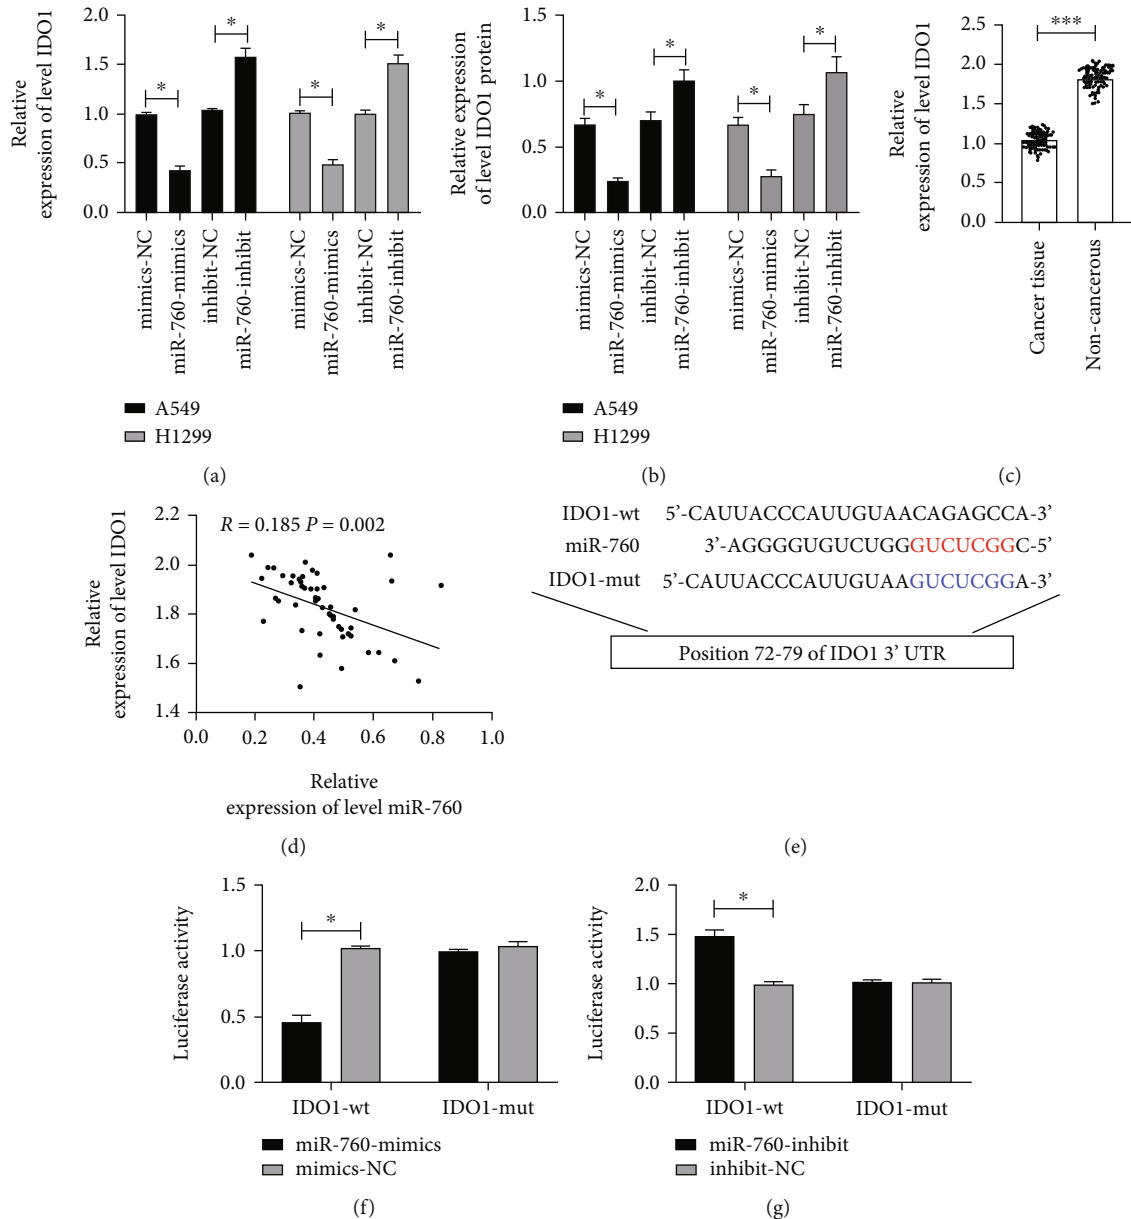 Relative
expression of level IDO1
2.0
1.5
1.0
0.5
0.0
*
*
*
*
mimics-NC
miR-760-mimics
inhibit-NC
miR-760-inhibit
mimics-NC
miR-760-mimics
inhibit-NC
miR-760-inhibit
A549
H1299
(a)
Relative expression
of level IDO1 protein
1.5
1.0
0.5
0.0
*
*
*
*
mimics-NC
miR-760-mimics
inhibit-NC
miR-760-inhibit
mimics-NC
miR-760-mimics
inhibit-NC
miR-760-inhibit
A549
H1299
(b)
Relative
expression of level IDO1
2.5
2.0
1.5
1.0
0.5
0.0
***
Cancer tissue
Non-cancerous
(c)
Relative
expression of level IDO1
2.2
2.0
1.8
1.6
1.4
R = 0.185 P = 0.002
0.0 0.2 0.4 0.6 0.8 1.0
Relative
expression of level miR-760
(d)
IDO1-wt 5'-CAUUACCCAUUGUAACAGAGCCA-3'
miR-760 3'-AGGGGUGUCUGGGUCUCGGC-5'
IDO1-mut 5'-CAUUACCCAUUGUAAGUCUCGGA-3'
Position 72-79 of IDO1 3' UTR
(e)
Luciferase activity
1.5
1.0
0.5
0.0
*
IDO1-wt IDO1-mut
miR-760-mimics
mimics-NC
(f)
Luciferase activity
2.0
1.5
1.0
0.5
0.0
*
IDO1-wt IDO1-mut
miR-760-inhibit
inhibit-NC
(g)